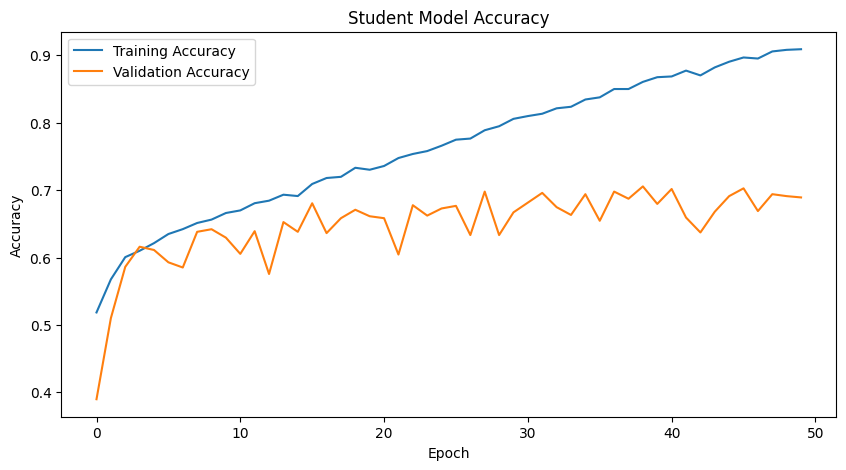 Student Model Accuracy
Training Accuracy
Validation Accuracy
Accuracy
0.9
0.8
0.7
0.6
0.5
0.4
0 10 20 30 40 50
Epoch